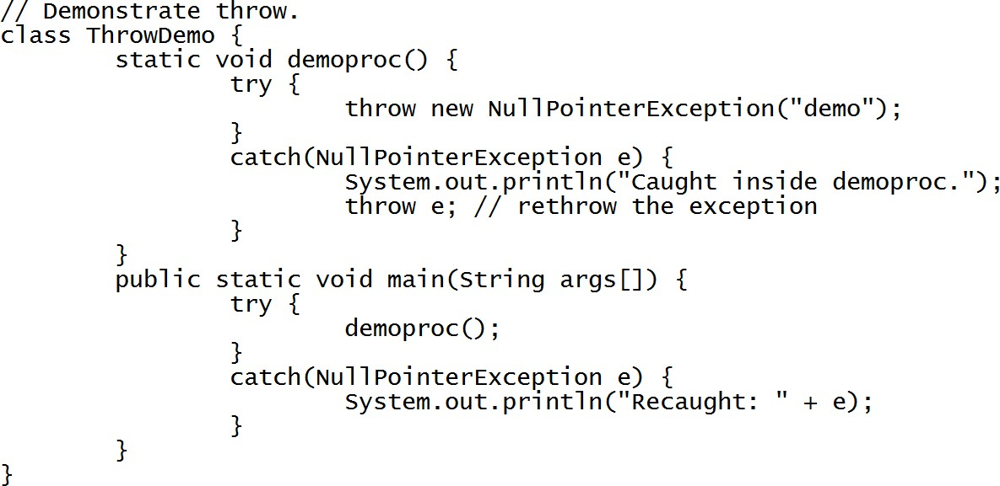 // Demonstrate throw.
class ThrowDemo {
        static void demoproc() {
                try {
                        throw new NullPointerException("demo");
                }
                catch(NullPointerException e) {
                        System.out.println("Caught inside demoproc.");
                        throw e; // rethrow the exception
                }
        }
        public static void main(String args[]) {
                try {
                        demoproc();
                }
                catch(NullPointerException e) {
                        System.out.println("Recaught: " + e);
                }
        }
}